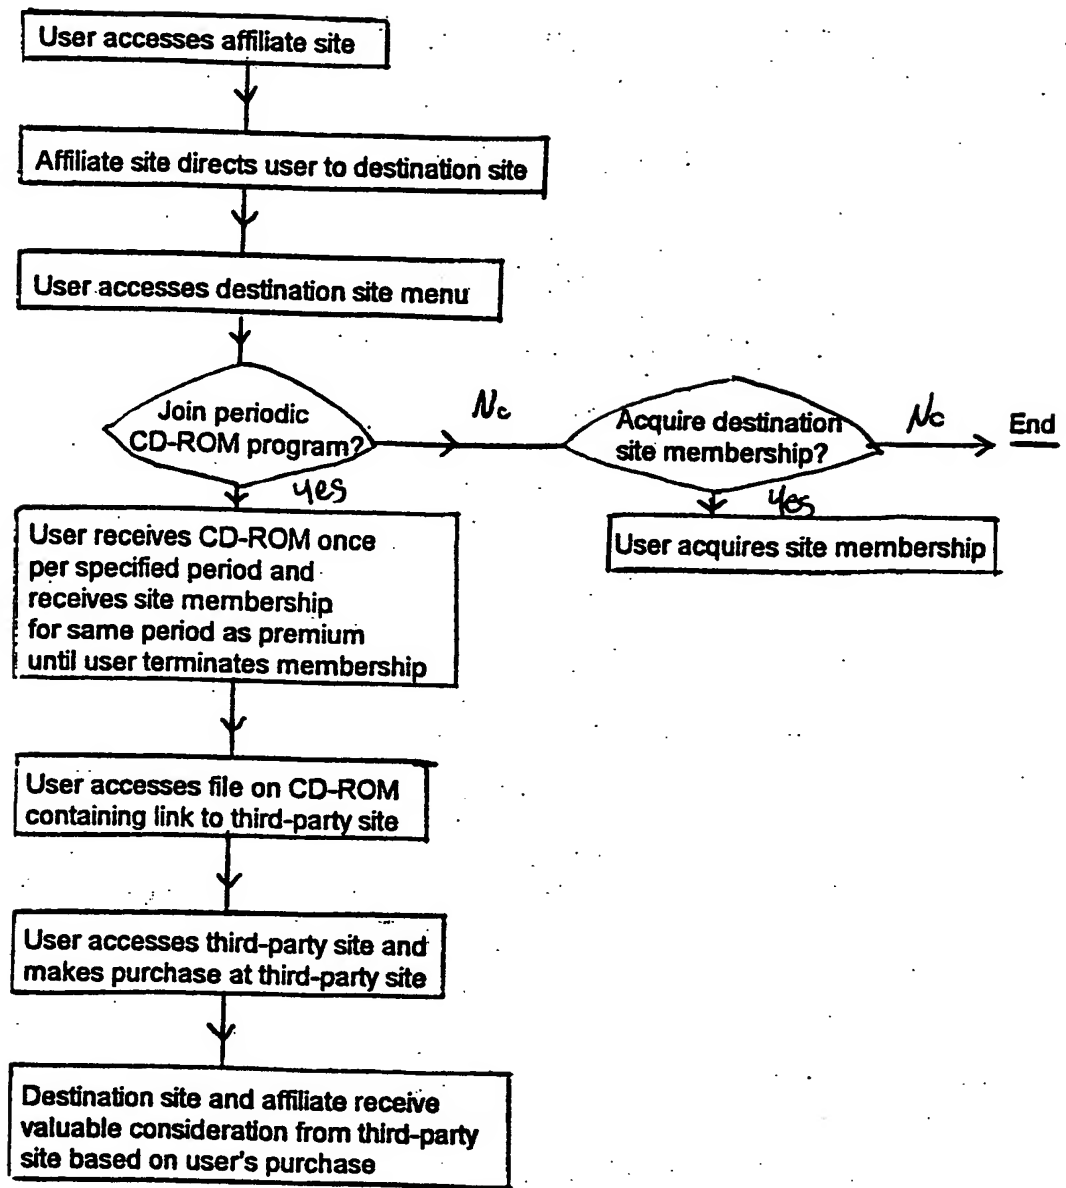 User accesses affiliate site
Affiliate site directs user to destination site
User accesses destination site menu
Join periodic
CD-ROM program?
No
Acquire destination
site membership?
No
End
yes
Yes
User receives CD-ROM once
per specified period and
receives site membership
for same period as premium
until user terminates membership
User acquires site membership
User accesses file on CD-ROM
containing link to third-party site
User accesses third-party site and
makes purchase at third-party site
Destination site and affiliate receive
valuable consideration from third-party
site based on user's purchase